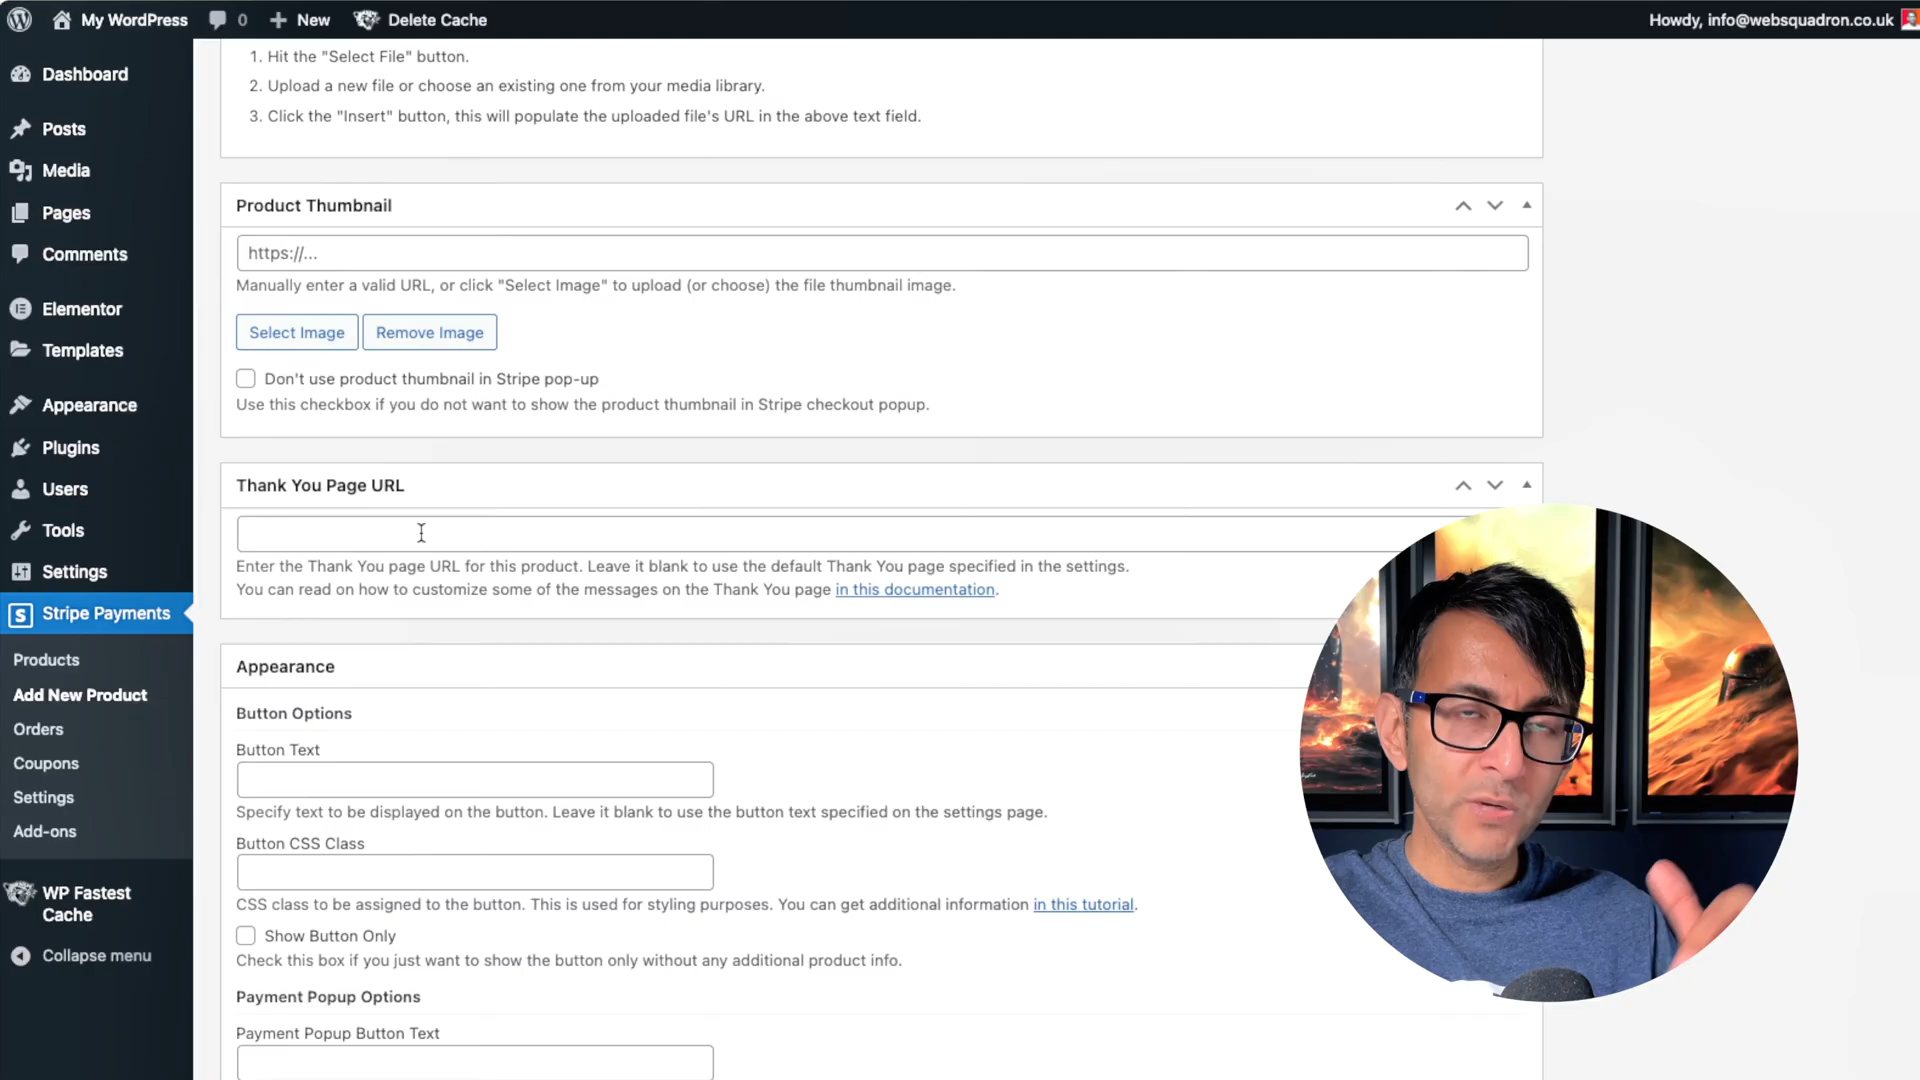 My WordPress
0
New
Delete Cache
Howdy, info@websquadron.co.uk
Dashboard
Posts
Media
Pages
Comments
Elementor
Templates
Appearance
Plugins
Users
Tools
Settings
Stripe Payments
Products
Add New Product
Orders
Coupons
Settings
Add-ons
WP Fastest
Cache
Collapse menu
1. Hit the "Select File" button.
2. Upload a new file or choose an existing one from your media library.
3. Click the "Insert" button, this will populate the uploaded file's URL in the above text field.
Product Thumbnail
https://...
Manually enter a valid URL, or click "Select Image" to upload (or choose) the file thumbnail image.
Select Image
Remove Image
Don't use product thumbnail in Stripe pop-up
Use this checkbox if you do not want to show the product thumbnail in Stripe checkout popup.
Thank You Page URL
Enter the Thank You page URL for this product. Leave it blank to use the default Thank You page specified in the settings.
You can read on how to customize some of the messages on the Thank You page in this documentation.
Appearance
Button Options
Button Text
Specify text to be displayed on the button. Leave it blank to use the button text specified on the settings page.
Button CSS Class
CSS class to be assigned to the button. This is used for styling purposes. You can get additional information in this tutorial.
Show Button Only
Check this box if you just want to show the button only without any additional product info.
Payment Popup Options
Payment Popup Button Text